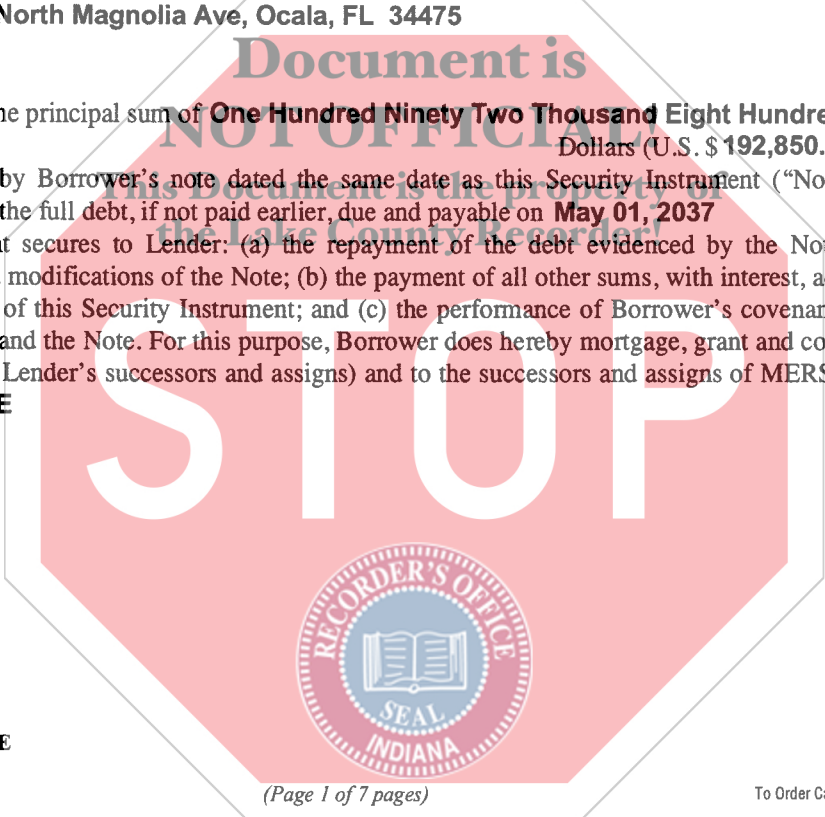 North Magnolia Ave, Ocala, FL 34475
Document is
ne principal sum of One Hundred Ninety Two Thousand Eight Hundre
NOT OFFICIAL!
Dollars (U.S. $ 192,850.
by Borrower's note dated the same date as this Security Instrument (“No
This Document is the property of
the full debt, if not paid earlier, due and payable on May 01, 2037
the Lake County Recorder!
t secures to Lender: (a) the repayment of the debt evidenced by the No
modifications of the Note; (b) the payment of all other sums, with interest, a
of this Security Instrument; and (c) the performance of Borrower's covenan
and the Note. For this purpose, Borrower does hereby mortgage, grant and co
Lender's successors and assigns) and to the successors and assigns of MERS
E
STOP
RECORDER'S OFFICE
SEAL
INDIANA
E
(Page 1 of 7 pages)
To Order Ca